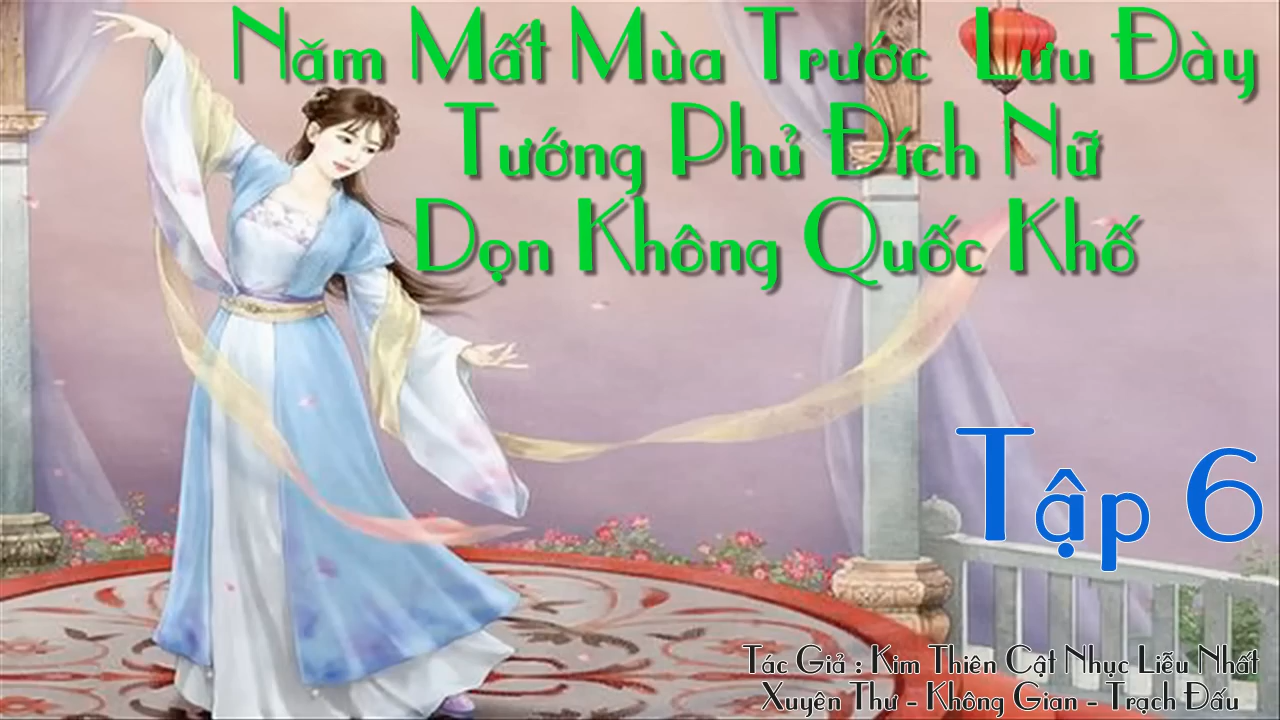 Năm Mất Mùa Trước Lưu Đày
Tướng Phủ Đích Nữ
Dọn Không Quốc Khố
Tập 6
Tác Giả : Kim Thiên Cật Nhục Liễu Nhất
Xuyên Thư - Không Gian - Trạch Đấu